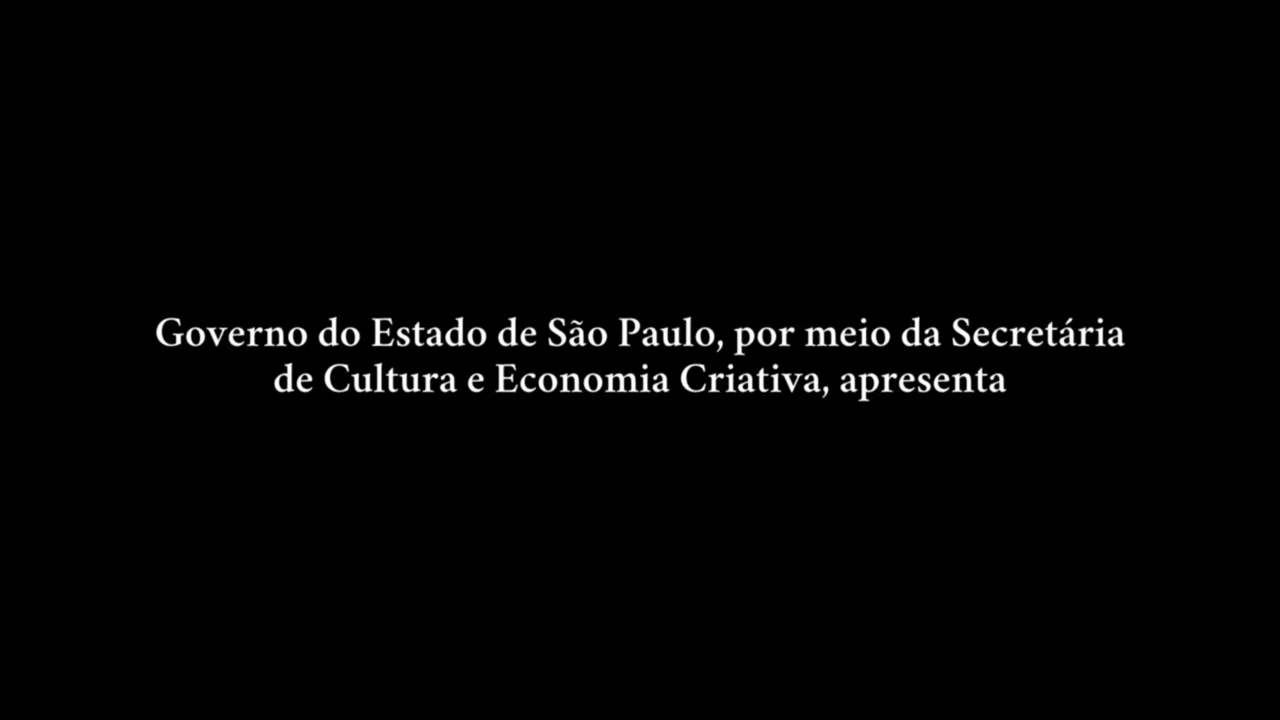 Governo do Estado de São Paulo, por meio da Secretária
de Cultura e Economia Criativa, apresenta